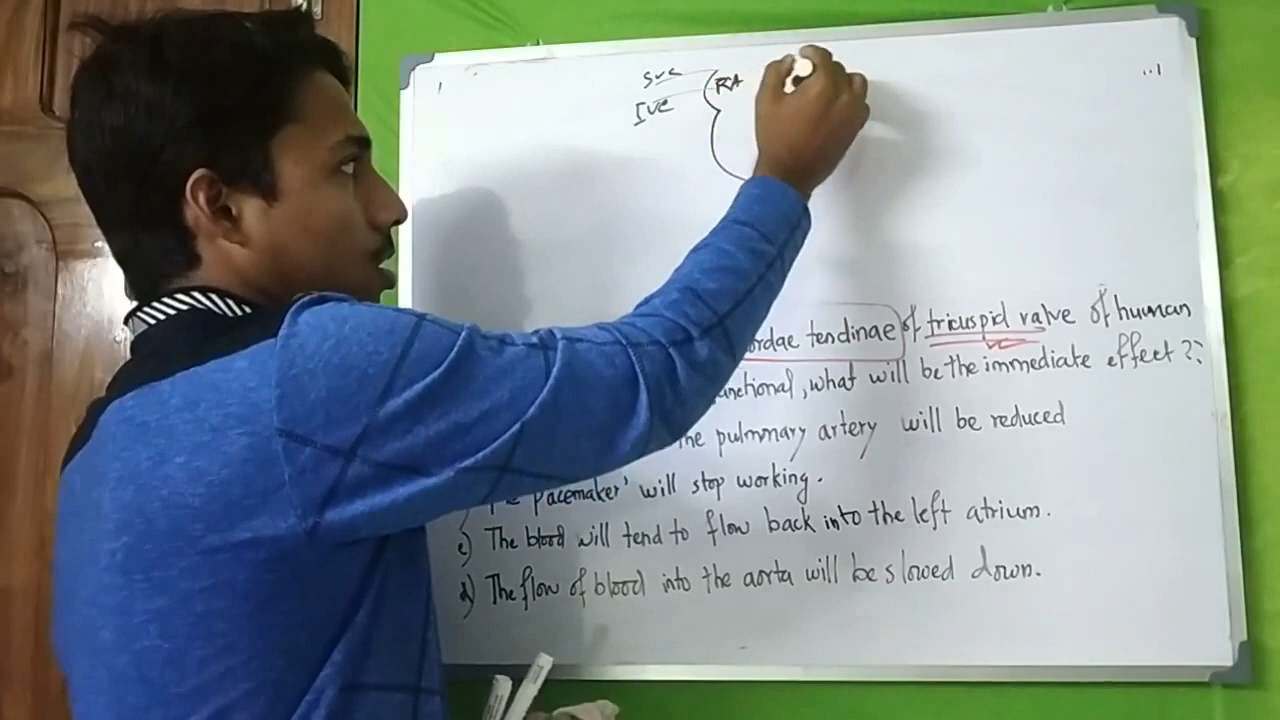 SVC
IVC
RA
ordae tendinae of tricuspid valve of human
unctional, what will be the immediate effect ?:
he pulmmary artery will be reduced
pacemaker' will stop working.
c) The blood will tend to flow back into the left atrium.
d) The flow of blood into the aorta will be slowed down.